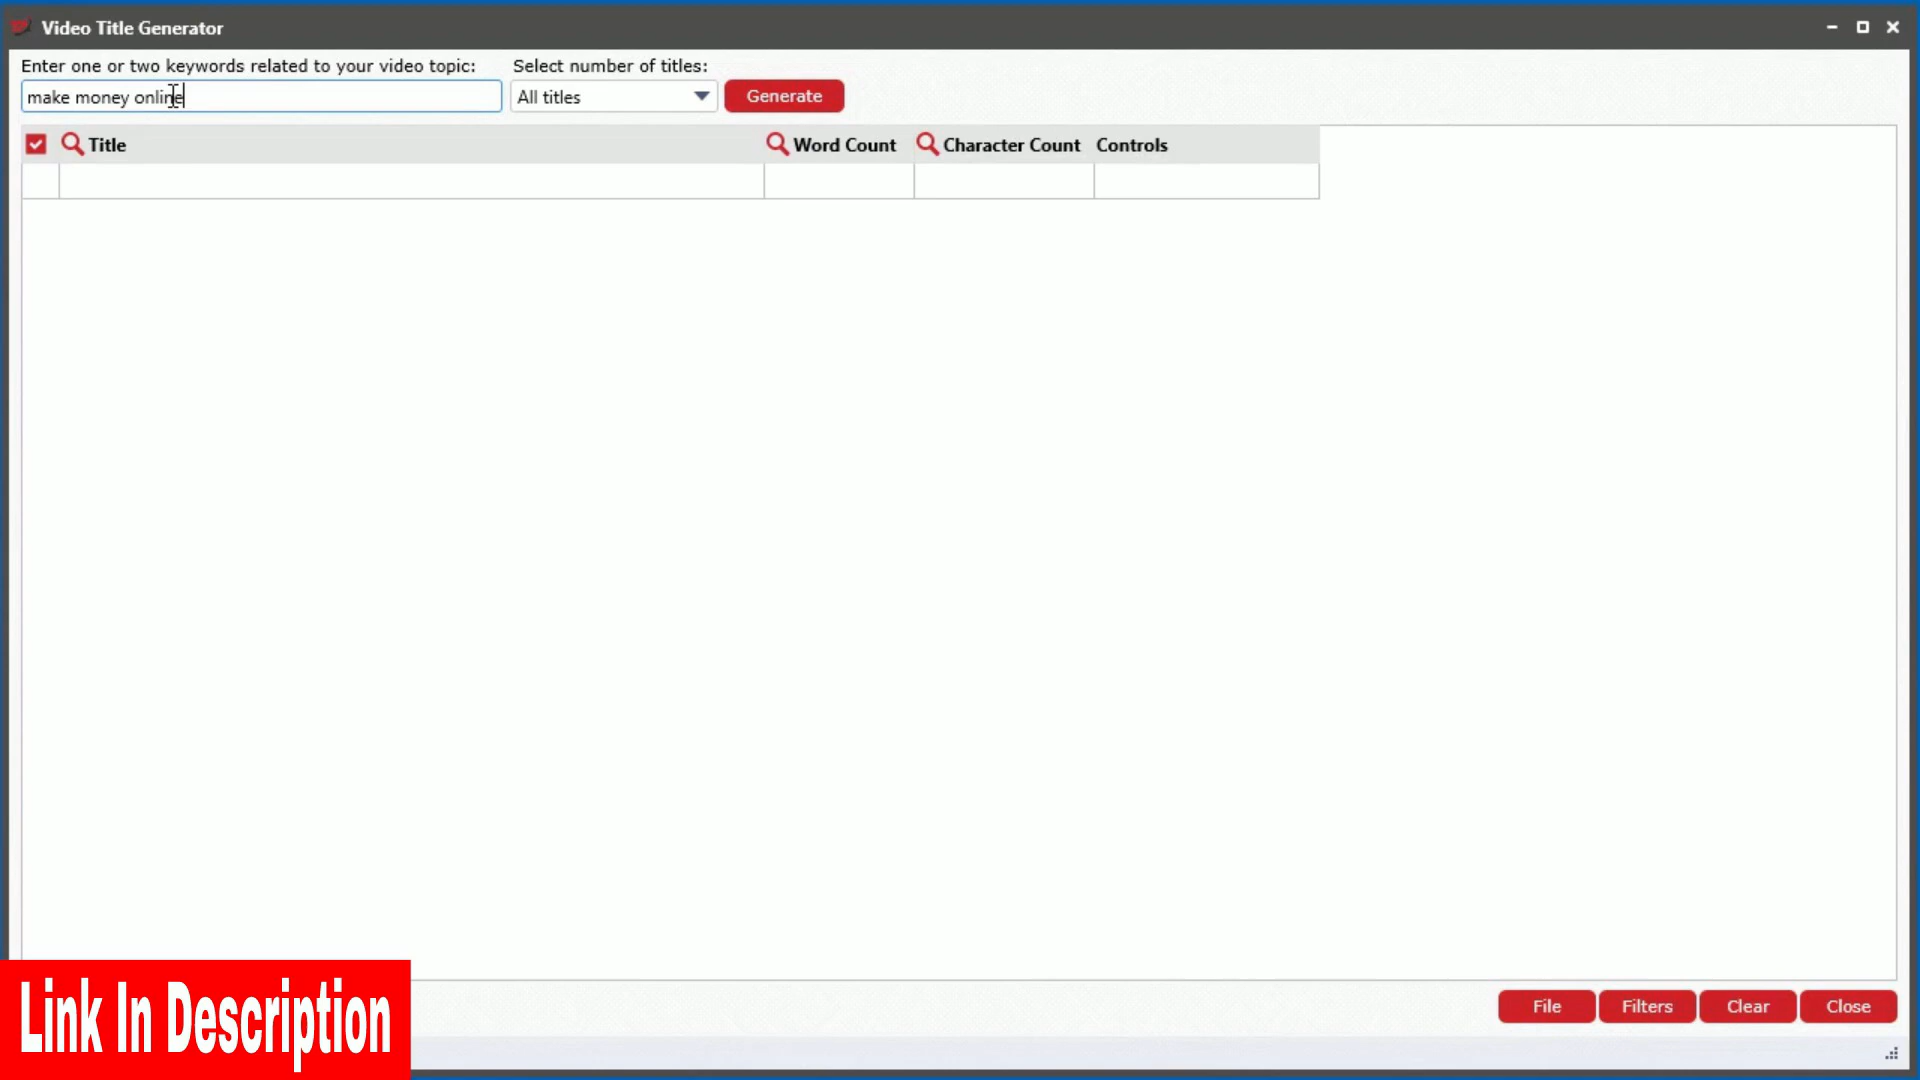 Video Title Generator
Enter one or two keywords related to your video topic: Select number of titles:
make money online All titles Generate
Title Word Count Character Count Controls
File Filters Clear Close
Link In Description